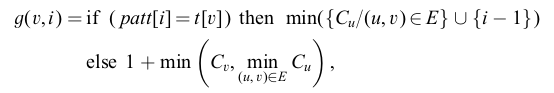 g(v,i) = if (patt[i] = t[v]) then min({C_u/(u,v) ∈ E} ∪ {i − 1})
else 1 + min(C_v, min_{(u,v)∈E} C_u),